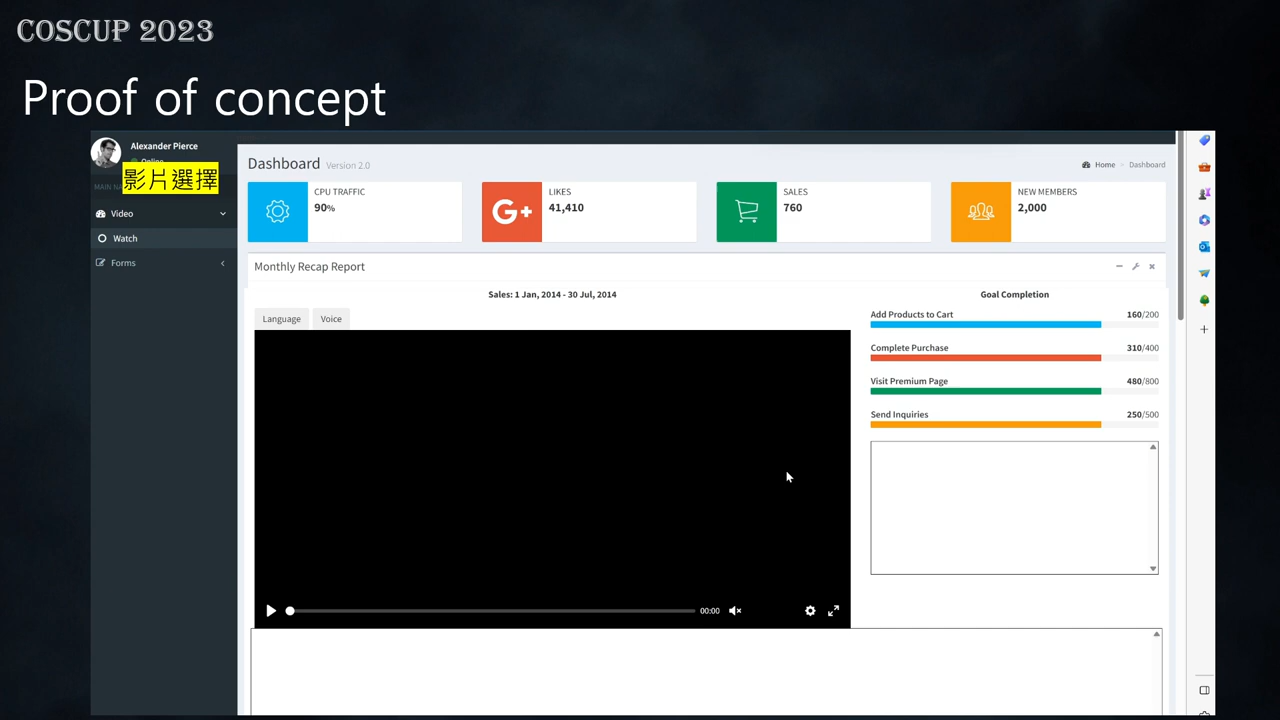 COSCUP 2023
Proof of concept
Alexander Pierce
影片選擇
MAIN NA
Video
Watch
Forms
Dashboard Version 2.0
Home > Dashboard
CPU TRAFFIC
90%
LIKES
41,410
SALES
760
NEW MEMBERS
2,000
G+
Monthly Recap Report
Sales: 1 Jan, 2014 - 30 Jul, 2014
Goal Completion
Language
Voice
Add Products to Cart 160/200
Complete Purchase 310/400
Visit Premium Page 480/800
Send Inquiries 250/500
00:00